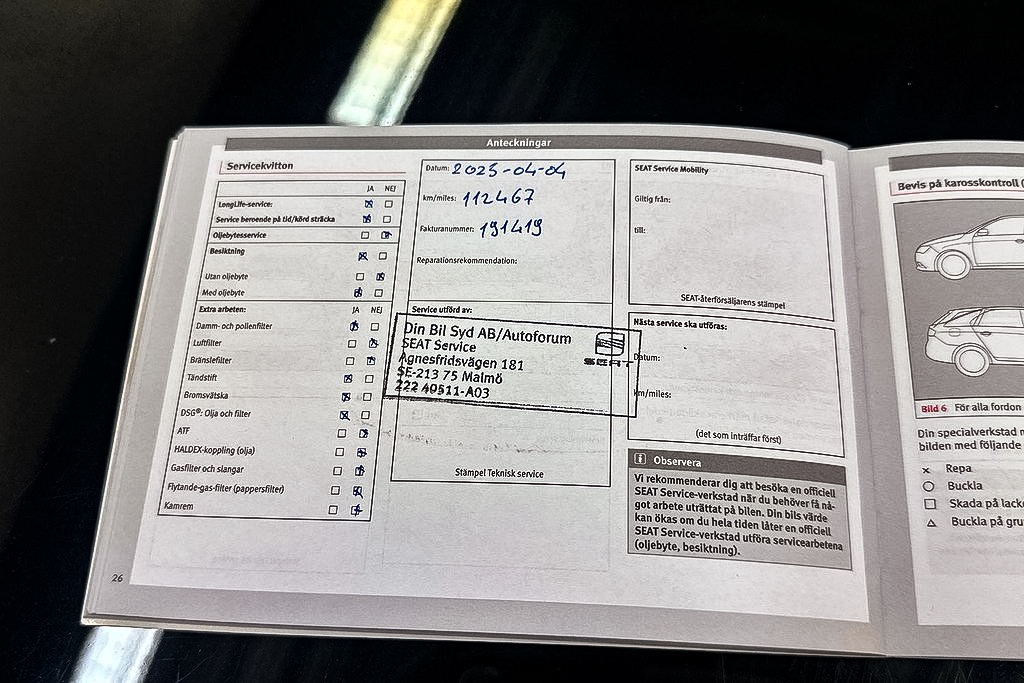 Anteckningar
Servicekvitton
JA NEJ
LongLife-service:
Service beroende på tid/körd sträcka
Oljebytesservice
Besiktning
Utan oljebyte
Med oljebyte
Extra arbeten: JA NEJ
Damm- och pollenfilter
Luftfilter
Bränslefilter
Tändstift
Bromsvätska
DSG®: Olja och filter
ATF
HALDEX-koppling (olja)
Gasfilter och slangar
Flytande-gas-filter (pappersfilter)
Kamrem
26
Datum: 2023-04-04
km/miles: 112467
Fakturanummer: 191419
Reparationsrekommendation:
Service utförd av:
Din Bil Syd AB/Autoforum
SEAT Service
Agnesfridsvägen 181
SE-213 75 Malmö
222 40511-A03
SEAT
Stämpel Teknisk service
SEAT Service Mobility
Giltig från:
till:
SEAT-återförsäljarens stämpel
Nästa service ska utföras:
Datum:
km/miles:
(det som inträffar först)
i Observera
Vi rekommenderar dig att besöka en officiell
SEAT Service-verkstad när du behöver få nå-
got arbete uträttat på bilen. Din bils värde
kan ökas om du hela tiden låter en officiell
SEAT Service-verkstad utföra servicearbetena
(oljebyte, besiktning).
Bevis på karosskontroll (
Bild 6 För alla fordon
Din specialverkstad
bilden med följande
Repa
Buckla
Skada på lack
Buckla på gru